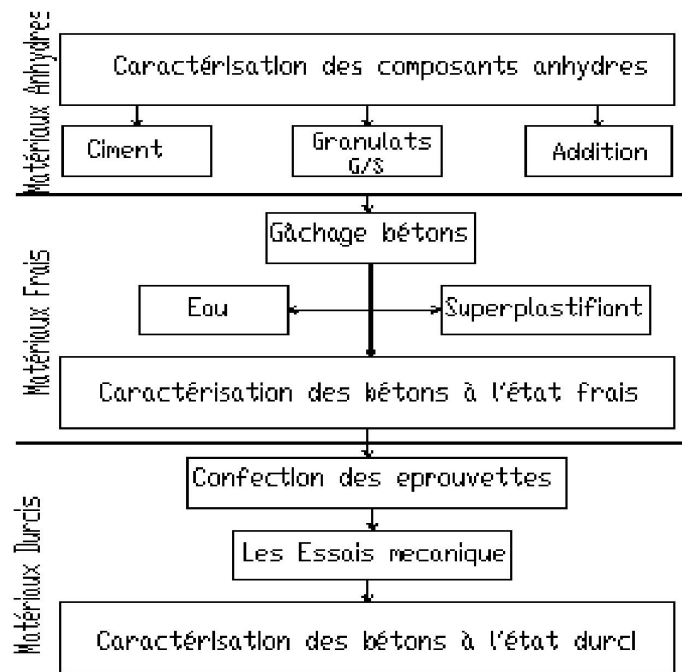 Matériaux Anhydres
Caractérisation des composants anhydres
Ciment
Granulats
G/S
Addition
Matériaux Frais
Gâchage bétons
Eau
Superplastifiant
Caractérisation des bétons à l'état frais
Matériaux Durcis
Confection des eprouvettes
Les Essais mecanique
Caractérisation des bétons à l'état durci